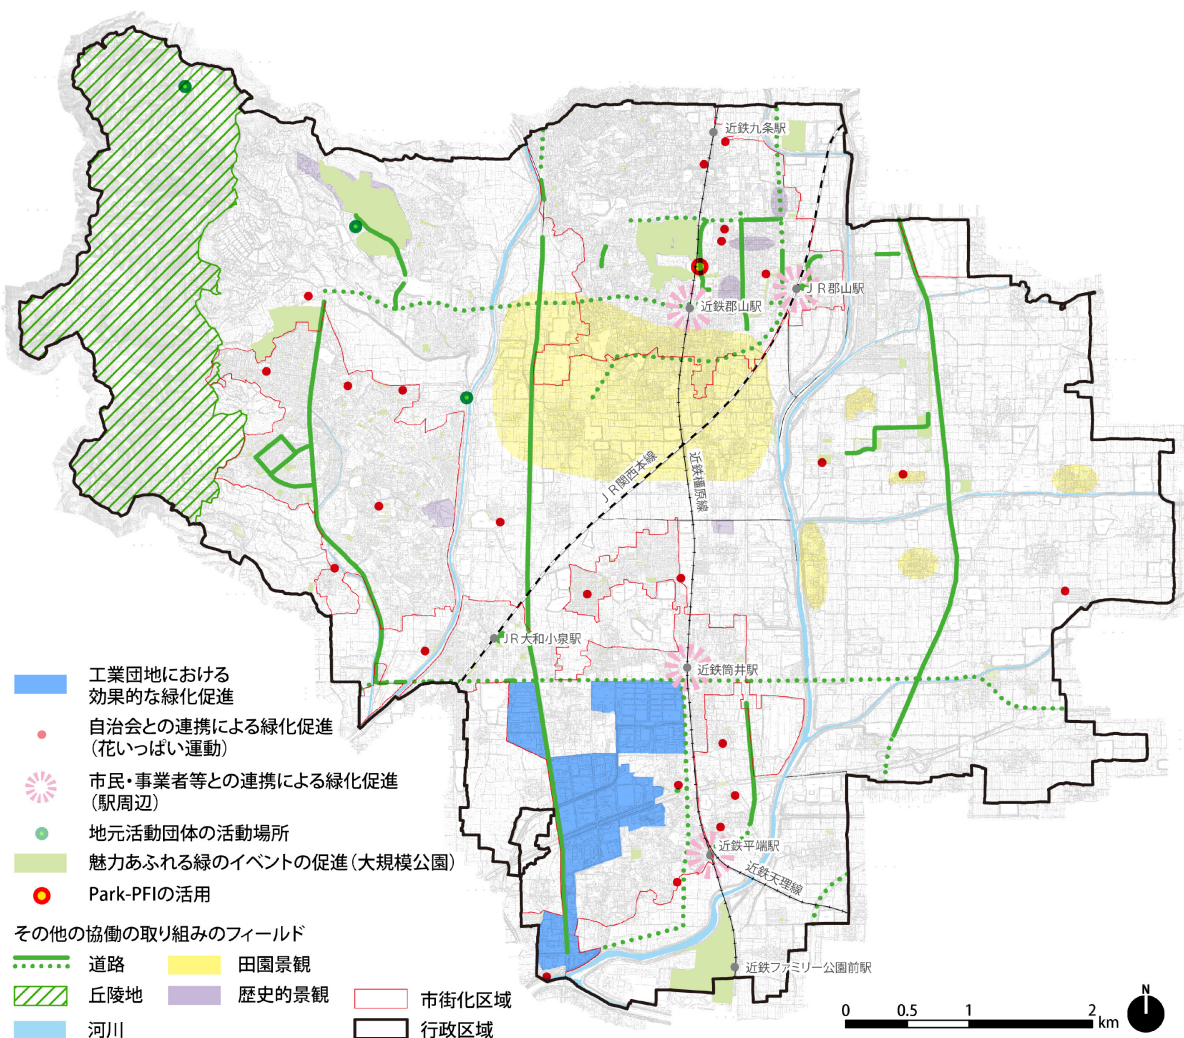 近鉄九条駅
近鉄郡山駅
JR郡山駅
JR関西本線
近鉄橿原線
JR大和小泉駅
近鉄筒井駅
近鉄平端駅
近鉄天理線
近鉄ファミリー公園前駅
工業団地における
効果的な緑化促進
自治会との連携による緑化促進
（花いっぱい運動）
市民・事業者等との連携による緑化促進
（駅周辺）
地元活動団体の活動場所
魅力あふれる緑のイベントの促進（大規模公園）
Park-PFIの活用
その他の協働の取り組みのフィールド
道路
田園景観
丘陵地
歴史的景観
河川
市街化区域
行政区域
0 0.5 1 2 km
N